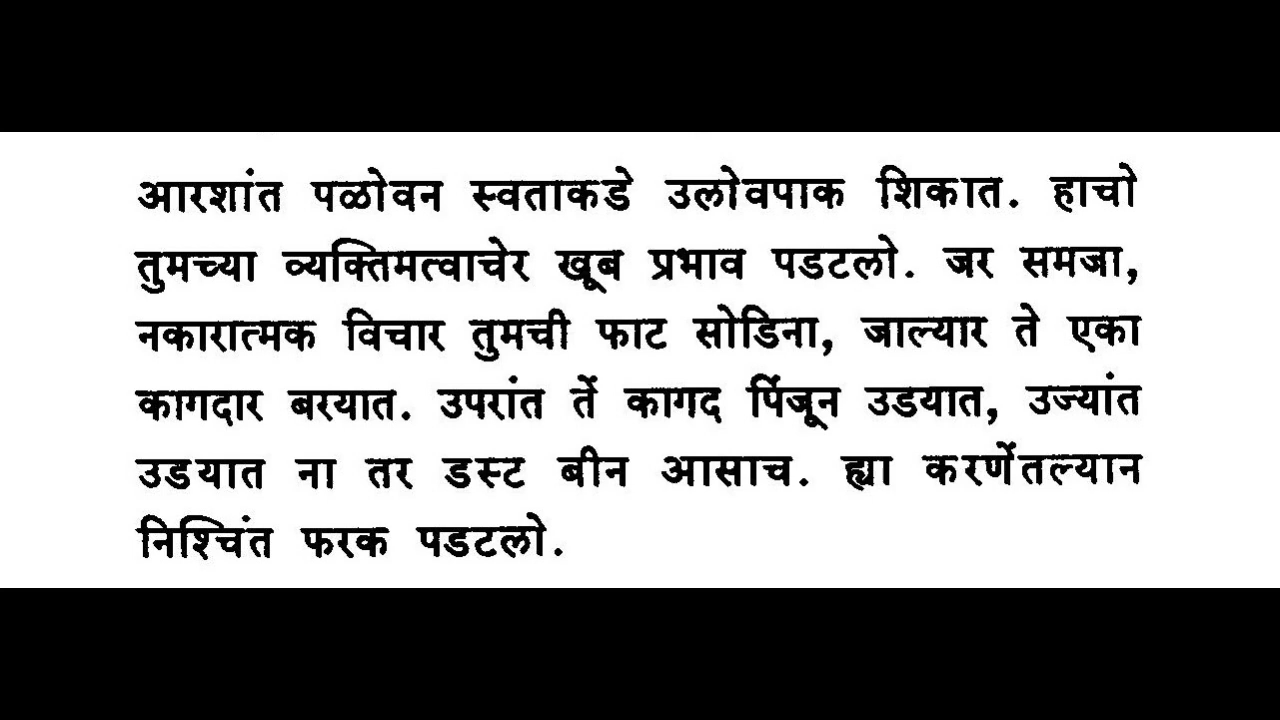 आरशांत पळोवन स्वताकडे उलोवपाक शिकात. हाचो
तुमच्या व्यक्तिमत्वाचेर खूब प्रभाव पडटलो. जर समजा,
नकारात्मक विचार तुमची फाट सोडिना, जाल्यार ते एका
कागदार बरयात. उपरांत तें कागद पिंजून उडयात, उज्यांत
उडयात ना तर डस्ट बीन आसाच. ह्या करणेंतल्यान
निश्चिंत फरक पडटलो.